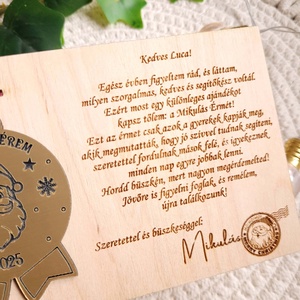 Kedves Luca!
Egész évben figyeltem rád, és láttam,
milyen szorgalmas, kedves és segítőkész voltál.
Ezért most egy különleges ajándékot
kapsz tőlem: a Mikulás Érmét!
Ezt az érmet csak azok a gyerekek kapják meg,
akik megmutatták, hogy jó szívvel tudnak segíteni,
szeretettel fordulnak mások felé, és igyekeznek
minden nap egyre jobbak lenni.
Hordd büszkén, mert nagyon megérdemelted!
Jövőre is figyelni foglak, és remélem,
újra találkozunk!
Szeretettel és büszkeséggel:
Mikulás
ÉREM
2025